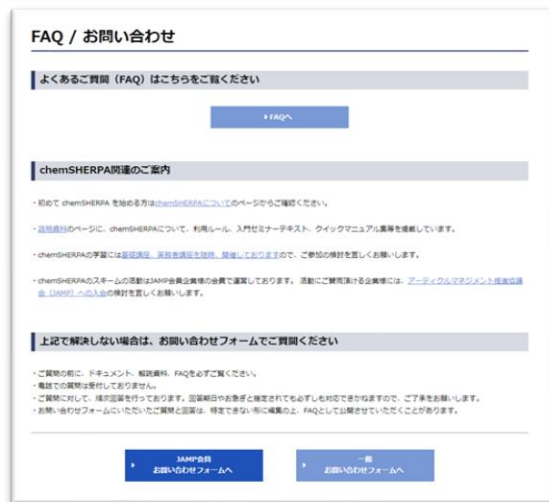 FAQ / お問い合わせ
よくあるご質問（FAQ）はこちらをご覧ください
FAQへ
chemSHERPA関連のご案内
・初めて chemSHERPA を始める方はchemSHERPAについてのページからご確認ください。
・説明資料のページに、chemSHERPAについて、利用ルール、入門セミナーテキスト、クイックマニュアル集等を掲載しています。
・chemSHERPAの学習には基礎講座、実務者講座を随時、開催しておりますので、ご参加の検討を宜しくお願いします。
・chemSHERPAのスキームの活動はJAMP会員企業様の会費で運営しております。 活動にご賛同頂ける企業様には、アーティクルマネジメント推進協議
会（JAMP）への入会の検討を宜しくお願いします。
上記で解決しない場合は、お問い合わせフォームでご質問ください
・ご質問の前に、ドキュメント、解説資料、FAQを必ずご覧ください。
・電話での質問は受付しておりません。
・ご質問に対して、順次回答を行っております。回答期日やお急ぎと指定されても必ずしも対応できかねますので、ご了承をお願いします。
・お問い合わせフォームにいただいたご質問と回答は、特定できない形に編集の上、FAQとして公開させていただくことがあります。
JAMP会員
お問い合わせフォームへ
一般
お問い合わせフォームへ